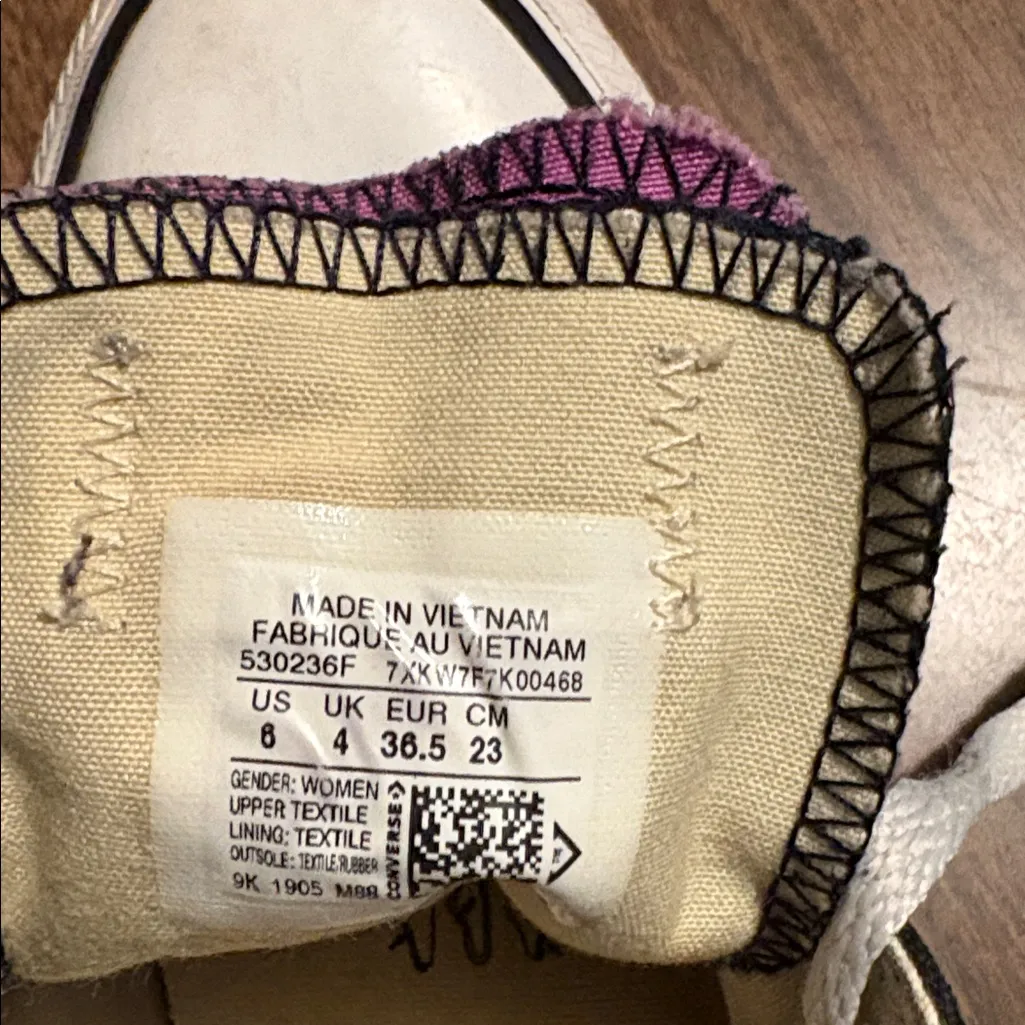 MADE IN VIETNAM
FABRIQUE AU VIETNAM
530236F 7XKW7F7K00468
US UK EUR CM
6 4 36.5 23
GENDER: WOMEN
UPPER TEXTILE
LINING: TEXTILE
OUTSOLE: TEXTILE/RUBBER
9K 1905 M88
CONVERSE